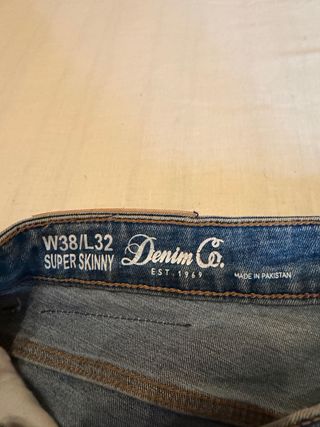 W38/L32
SUPER SKINNY
Denim Co.
EST. 1969
MADE IN PAKISTAN